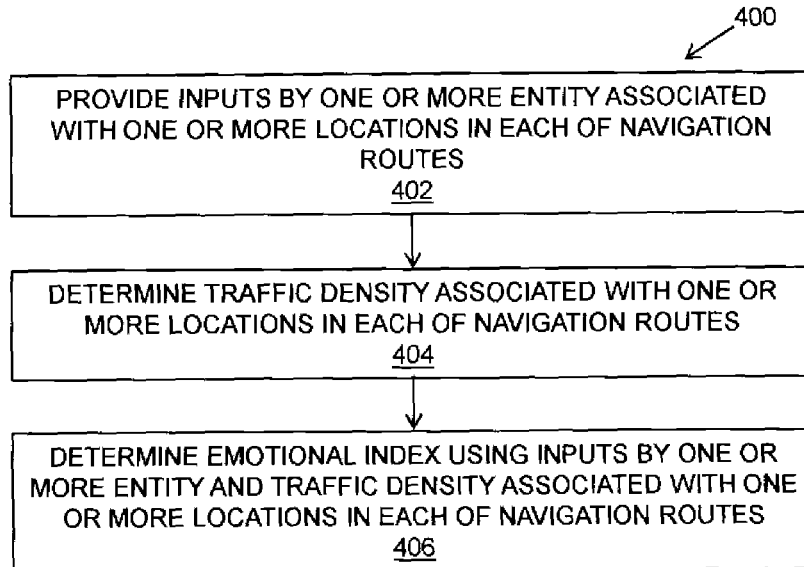 400
PROVIDE INPUTS BY ONE OR MORE ENTITY ASSOCIATED
WITH ONE OR MORE LOCATIONS IN EACH OF NAVIGATION
ROUTES
402
DETERMINE TRAFFIC DENSITY ASSOCIATED WITH ONE OR
MORE LOCATIONS IN EACH OF NAVIGATION ROUTES
404
DETERMINE EMOTIONAL INDEX USING INPUTS BY ONE OR
MORE ENTITY AND TRAFFIC DENSITY ASSOCIATED WITH ONE
OR MORE LOCATIONS IN EACH OF NAVIGATION ROUTES
406